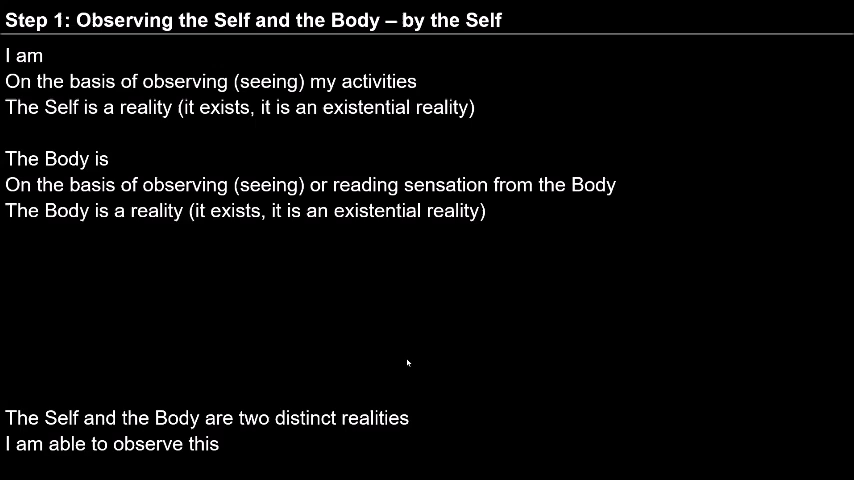 Step 1: Observing the Self and the Body – by the Self
I am
On the basis of observing (seeing) my activities
The Self is a reality (it exists, it is an existential reality)
The Body is
On the basis of observing (seeing) or reading sensation from the Body
The Body is a reality (it exists, it is an existential reality)
The Self and the Body are two distinct realities
I am able to observe this